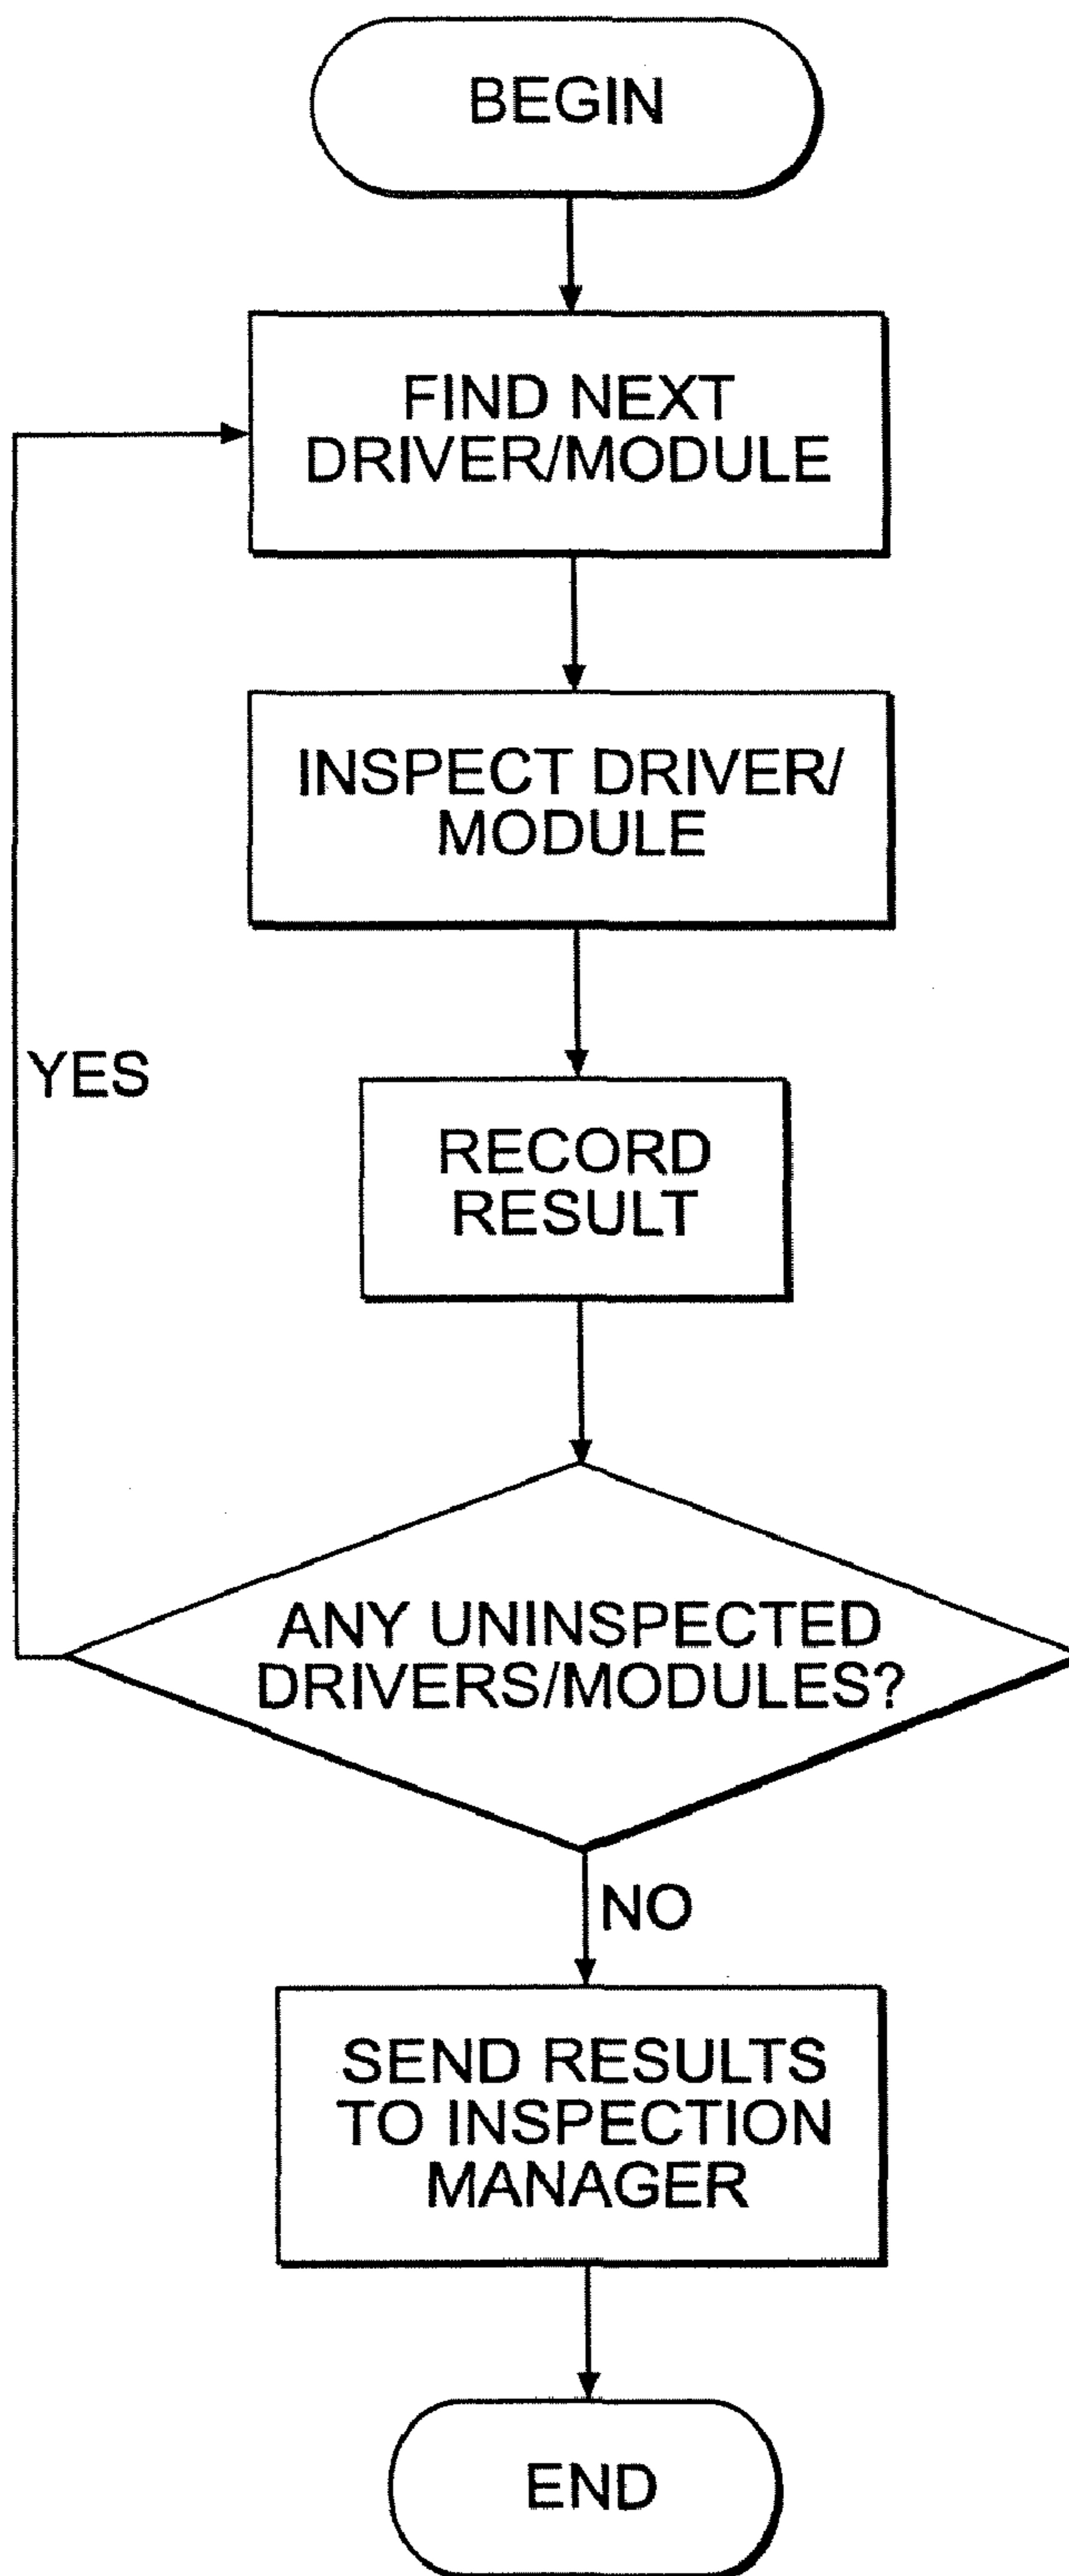 BEGIN
FIND NEXT
DRIVER/MODULE
INSPECT DRIVER/
MODULE
YES
RECORD
RESULT
ANY UNINSPECTED
DRIVERS/MODULES?
NO
SEND RESULTS
TO INSPECTION
MANAGER
END